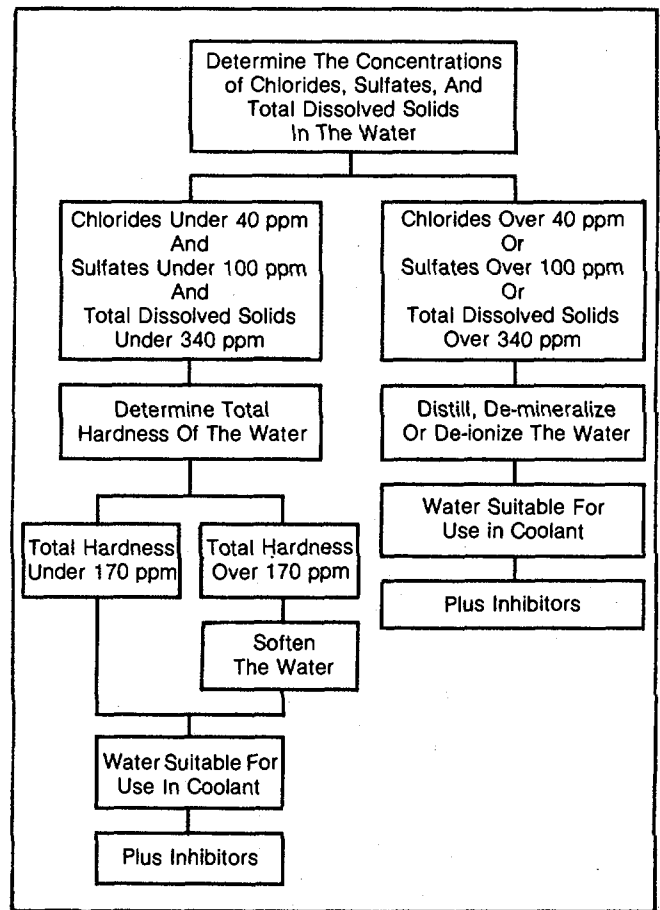 Determine The Concentrations
of Chlorides, Sulfates, And
Total Dissolved Solids
In The Water
Chlorides Under 40 ppm
And
Sulfates Under 100 ppm
And
Total Dissolved Solids
Under 340 ppm
Chlorides Over 40 ppm
Or
Sulfates Over 100 ppm
Or
Total Dissolved Solids
Over 340 ppm
Determine Total
Hardness Of The Water
Distill, De-mineralize
Or De-ionize The Water
Water Suitable For
Use in Coolant
Plus Inhibitors
Total Hardness
Under 170 ppm
Total Hardness
Over 170 ppm
Soften
The Water
Water Suitable For
Use In Coolant
Plus Inhibitors